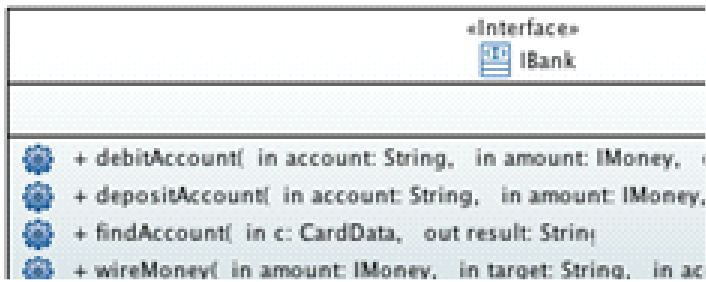 «Interface»
IBank
+ debitAccount( in account: String, in amount: IMoney,
+ depositAccount( in account: String, in amount: IMoney,
+ findAccount( in c: CardData, out result: String
+ wireMoney( in amount: IMoney, in target: String, in ac